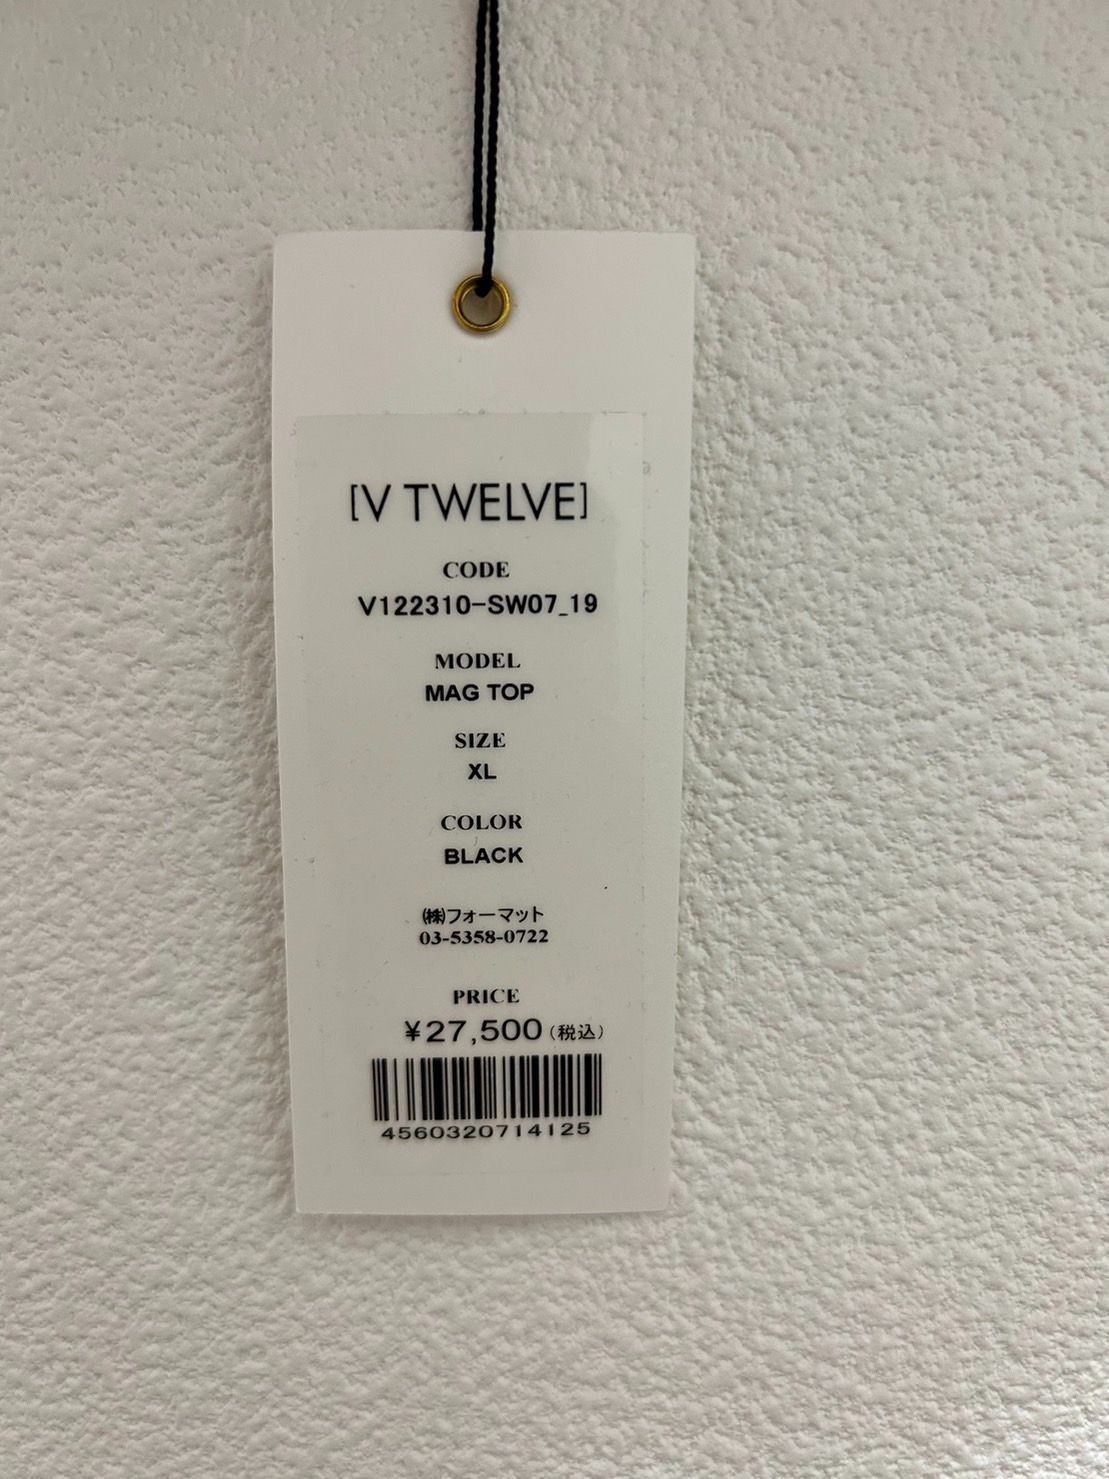 [V TWELVE]
CODE
V122310-SW07_19
MODEL
MAG TOP
SIZE
XL
COLOR
BLACK
㈱フォーマット
03-5358-0722
PRICE
¥27,500(税込)
4560320714125